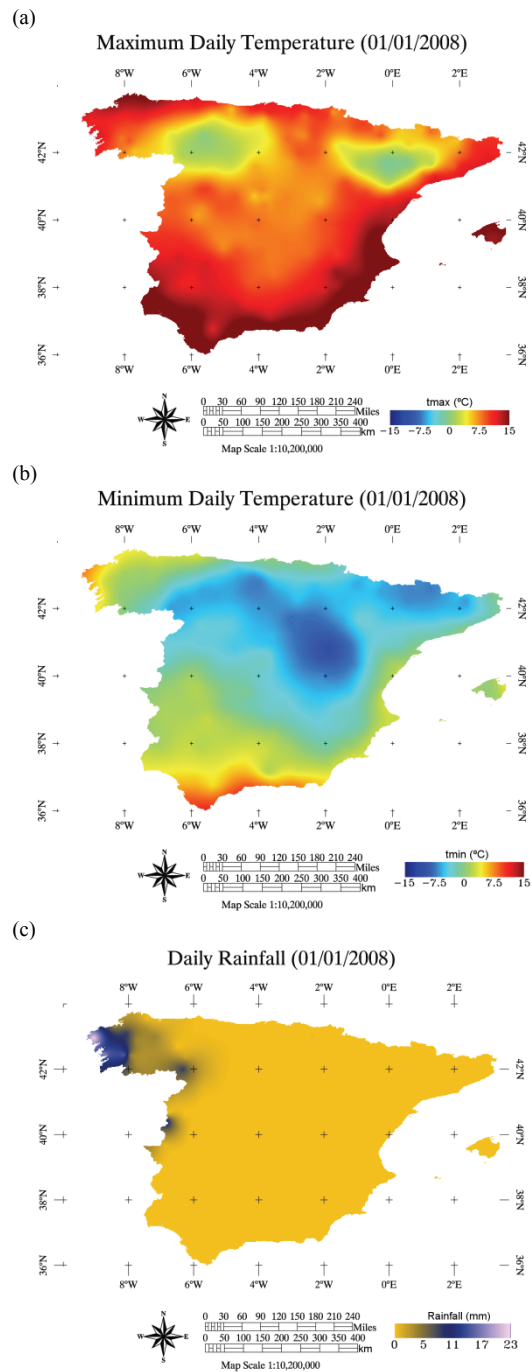 (a)
Maximum Daily Temperature (01/01/2008)
8°W 6°W 4°W 2°W 0°E 2°E
42°N 42°N
40°N 40°N
38°N 38°N
36°N 36°N
8°W 6°W 4°W 2°W 0°E 2°E
N
W E
S
0 30 60 90 120 150 180 210 240
Miles
0 50 100 150 200 250 300 350 400
km
Map Scale 1:10,200,000
tmax (ºC)
−15 −7.5 0 7.5 15
(b)
Minimum Daily Temperature (01/01/2008)
8°W 6°W 4°W 2°W 0°E 2°E
42°N 42°N
40°N 40°N
38°N 38°N
36°N 36°N
8°W 6°W 4°W 2°W 0°E 2°E
N
W E
S
0 30 60 90 120 150 180 210 240
Miles
0 50 100 150 200 250 300 350 400
km
Map Scale 1:10,200,000
tmin (ºC)
−15 −7.5 0 7.5 15
(c)
Daily Rainfall (01/01/2008)
8°W 6°W 4°W 2°W 0°E 2°E
42°N 42°N
40°N 40°N
38°N 38°N
36°N 36°N
8°W 6°W 4°W 2°W 0°E 2°E
N
W E
S
0 30 60 90 120 150 180 210 240
Miles
0 50 100 150 200 250 300 350 400
km
Map Scale 1:10,200,000
Rainfall (mm)
0 5 11 17 23